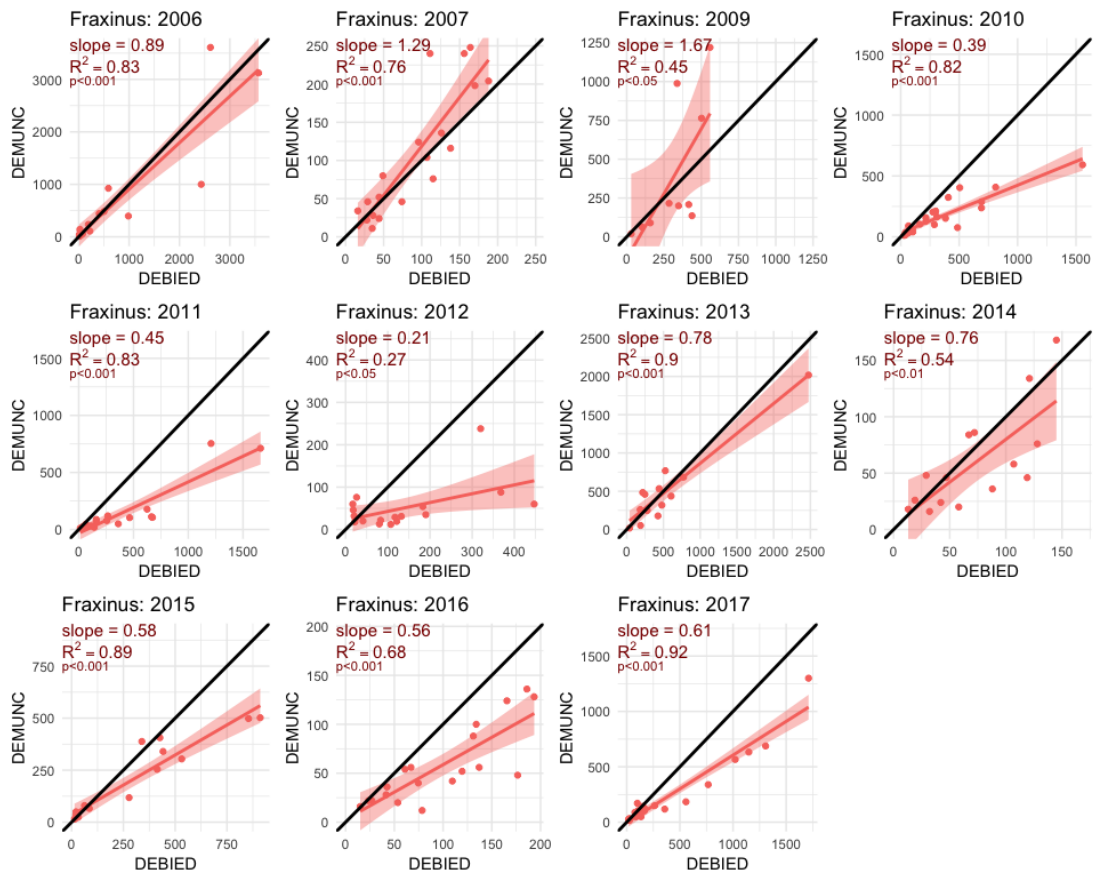 Fraxinus: 2006
slope = 0.89
R² = 0.83
p<0.001
3000
2000
1000
0
DEMUNC
0 1000 2000 3000
DEBIED
Fraxinus: 2007
slope = 1.29
R² = 0.76
p<0.001
250
200
150
100
50
0
DEMUNC
0 50 100 150 200 250
DEBIED
Fraxinus: 2009
slope = 1.67
R² = 0.45
p<0.05
1250
1000
750
500
250
0
DEMUNC
0 250 500 750 1000 1250
DEBIED
Fraxinus: 2010
slope = 0.39
R² = 0.82
p<0.001
1500
1000
500
0
DEMUNC
0 500 1000 1500
DEBIED
Fraxinus: 2011
slope = 0.45
R² = 0.83
p<0.001
1500
1000
500
0
DEMUNC
0 500 1000 1500
DEBIED
Fraxinus: 2012
slope = 0.21
R² = 0.27
p<0.05
400
300
200
100
0
DEMUNC
0 100 200 300 400
DEBIED
Fraxinus: 2013
slope = 0.78
R² = 0.9
p<0.001
2500
2000
1500
1000
500
0
DEMUNC
0 500 1000 1500 2000 2500
DEBIED
Fraxinus: 2014
slope = 0.76
R² = 0.54
p<0.01
150
100
50
0
DEMUNC
0 50 100 150
DEBIED
Fraxinus: 2015
slope = 0.58
R² = 0.89
p<0.001
750
500
250
0
DEMUNC
0 250 500 750
DEBIED
Fraxinus: 2016
slope = 0.56
R² = 0.68
p<0.001
200
150
100
50
0
DEMUNC
0 50 100 150 200
DEBIED
Fraxinus: 2017
slope = 0.61
R² = 0.92
p<0.001
1500
1000
500
0
DEMUNC
0 500 1000 1500
DEBIED